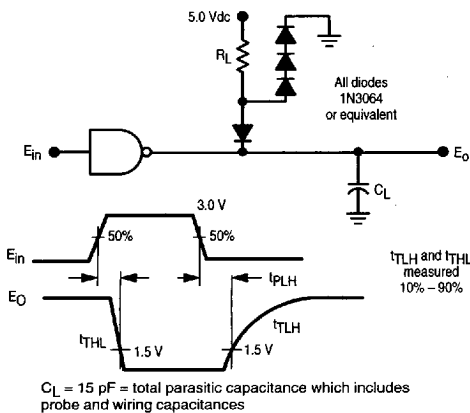 5.0 Vdc
RL
All diodes
1N3064
or equivalent
Ein
Eo
CL
3.0 V
50%
50%
Ein
tPLH
tTLH and tTHL
measured
10% – 90%
EO
tTHL
1.5 V
tTLH
1.5 V
CL = 15 pF = total parasitic capacitance which includes
probe and wiring capacitances